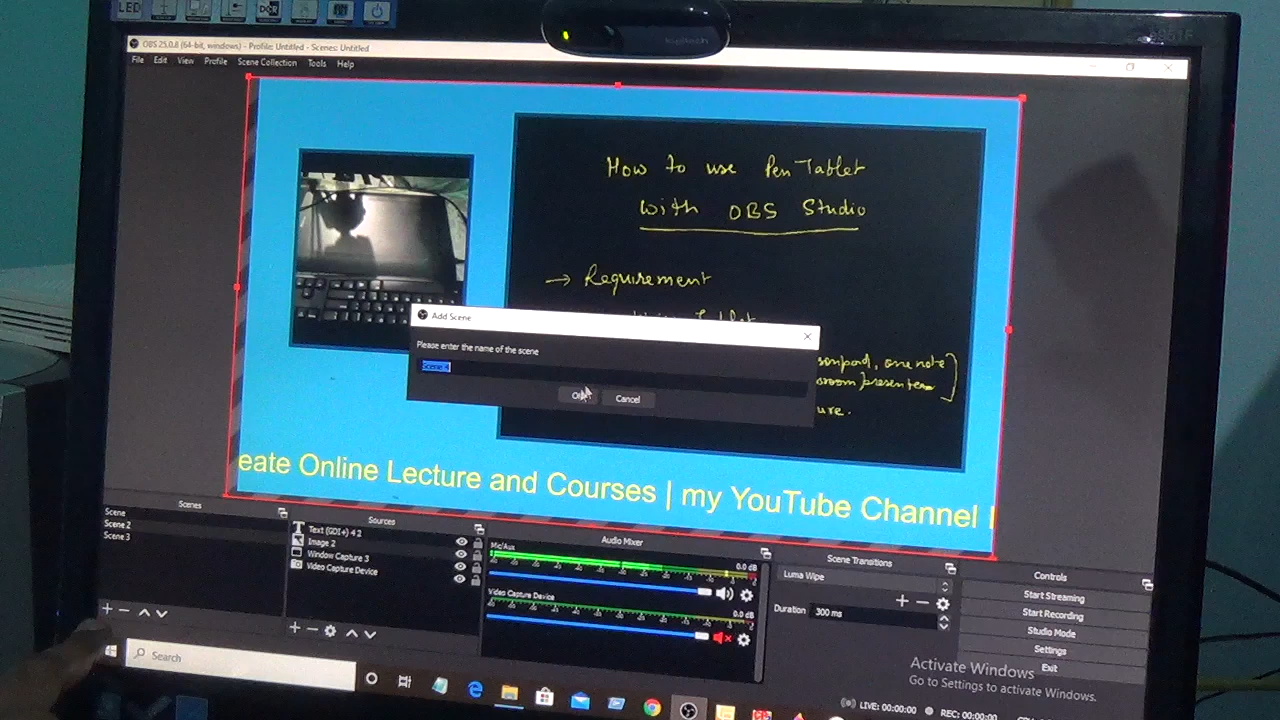 LED
OBS 25.0.8 (64-bit, windows) - Profile: Untitled - Scenes: Untitled
File Edit View Profile Scene Collection Tools Help
How to use Pen Tablet
with OBS Studio
→ Requirement
Tablet
one note
ure.
Add Scene
Please enter the name of the scene
Scene 4
Cancel
eate Online Lecture and Courses | my YouTube Channel
Scenes
Scene
Scene 2
Scene 3
Sources
Text (GDI+) 4 2
Image 2
Window Capture 3
Video Capture Device
Audio Mixer
Mic/Aux
0.0 dB
Video Capture Device
0.0 dB
Scene Transitions
Luma Wipe
Duration 300 ms
Controls
Start Streaming
Start Recording
Studio Mode
Settings
Exit
Activate Windows
Go to Settings to activate Windows.
LIVE: 00:00:00 REC: 00:00:00
Search